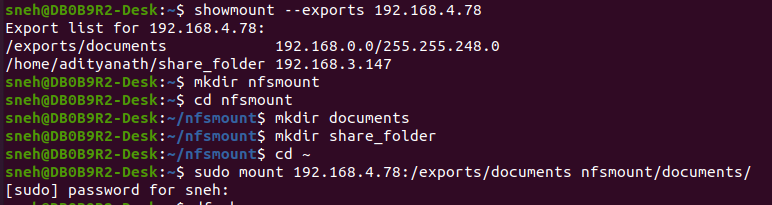 sneh@DB0B9R2-Desk:~$ showmount --exports 192.168.4.78
Export list for 192.168.4.78:
/exports/documents 192.168.0.0/255.255.248.0
/home/adityanath/share_folder 192.168.3.147
sneh@DB0B9R2-Desk:~$ mkdir nfsmount
sneh@DB0B9R2-Desk:~$ cd nfsmount
sneh@DB0B9R2-Desk:~/nfsmount$ mkdir documents
sneh@DB0B9R2-Desk:~/nfsmount$ mkdir share_folder
sneh@DB0B9R2-Desk:~/nfsmount$ cd ~
sneh@DB0B9R2-Desk:~$ sudo mount 192.168.4.78:/exports/documents nfsmount/documents/
[sudo] password for sneh: